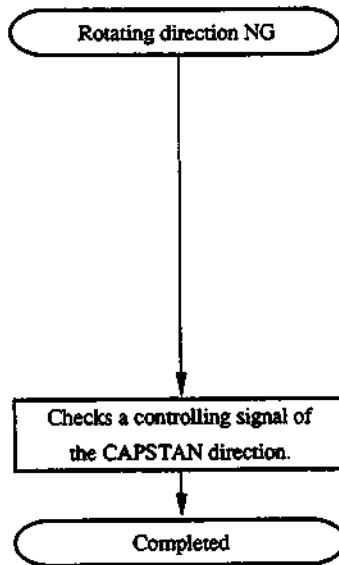 Rotating direction NG
Checks a controlling signal of
the CAPSTAN direction.
Completed